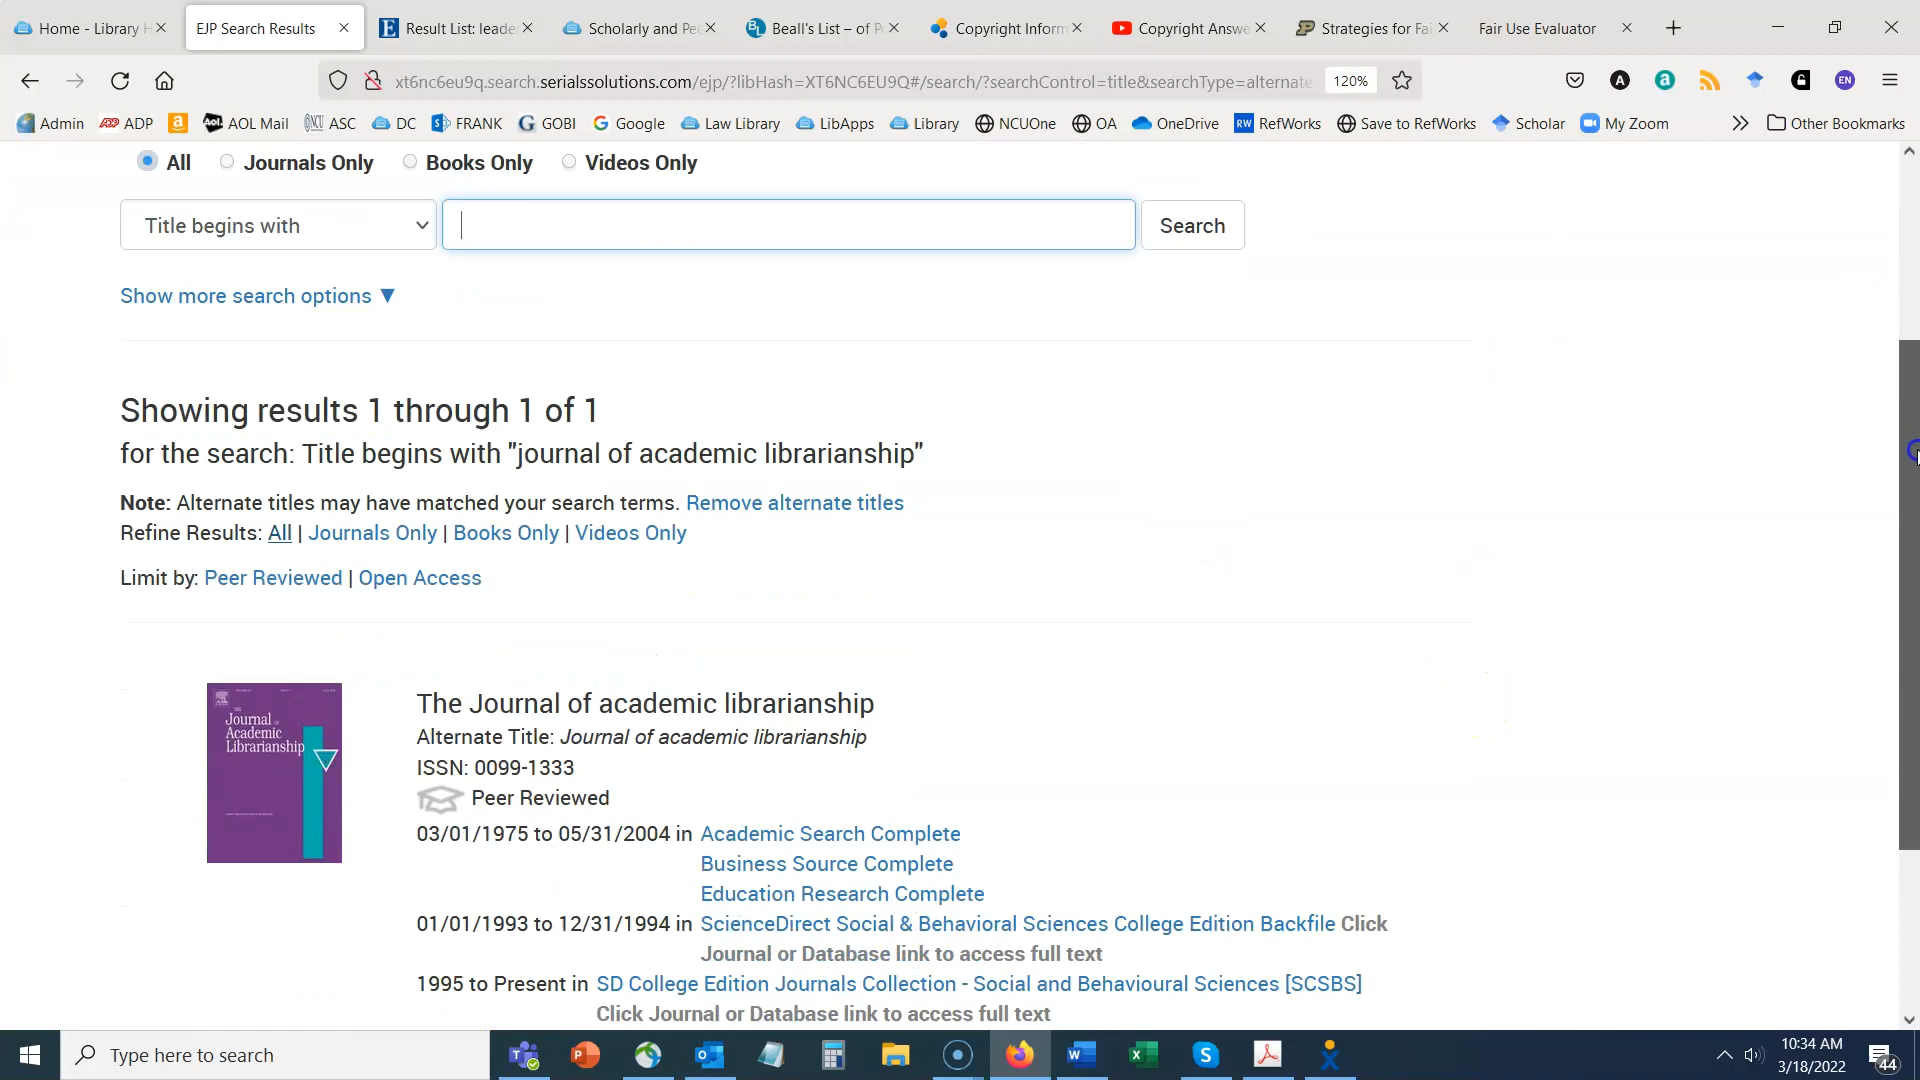 Home - Library H
EJP Search Results
Result List: leade
Scholarly and Pe
Beall's List – of P
Copyright Inform
Copyright Answe
Strategies for Fai
Fair Use Evaluator
xt6nc6eu9q.search.serialssolutions.com/ejp/?libHash=XT6NC6EU9Q#/search/?searchControl=title&searchType=alternate
120%
Admin ADP AOL Mail ASC DC FRANK GOBI Google Law Library LibApps Library NCUOne OA OneDrive RefWorks Save to RefWorks Scholar My Zoom Other Bookmarks
All Journals Only Books Only Videos Only
Title begins with
Search
Show more search options ▼
Showing results 1 through 1 of 1
for the search: Title begins with "journal of academic librarianship"
Note: Alternate titles may have matched your search terms. Remove alternate titles
Refine Results: All | Journals Only | Books Only | Videos Only
Limit by: Peer Reviewed | Open Access
Journal of
Academic
Librarianship
The Journal of academic librarianship
Alternate Title: Journal of academic librarianship
ISSN: 0099-1333
Peer Reviewed
03/01/1975 to 05/31/2004 in Academic Search Complete
Business Source Complete
Education Research Complete
01/01/1993 to 12/31/1994 in ScienceDirect Social & Behavioral Sciences College Edition Backfile Click
Journal or Database link to access full text
1995 to Present in SD College Edition Journals Collection - Social and Behavioural Sciences [SCSBS]
Click Journal or Database link to access full text
Type here to search
10:34 AM
3/18/2022
44